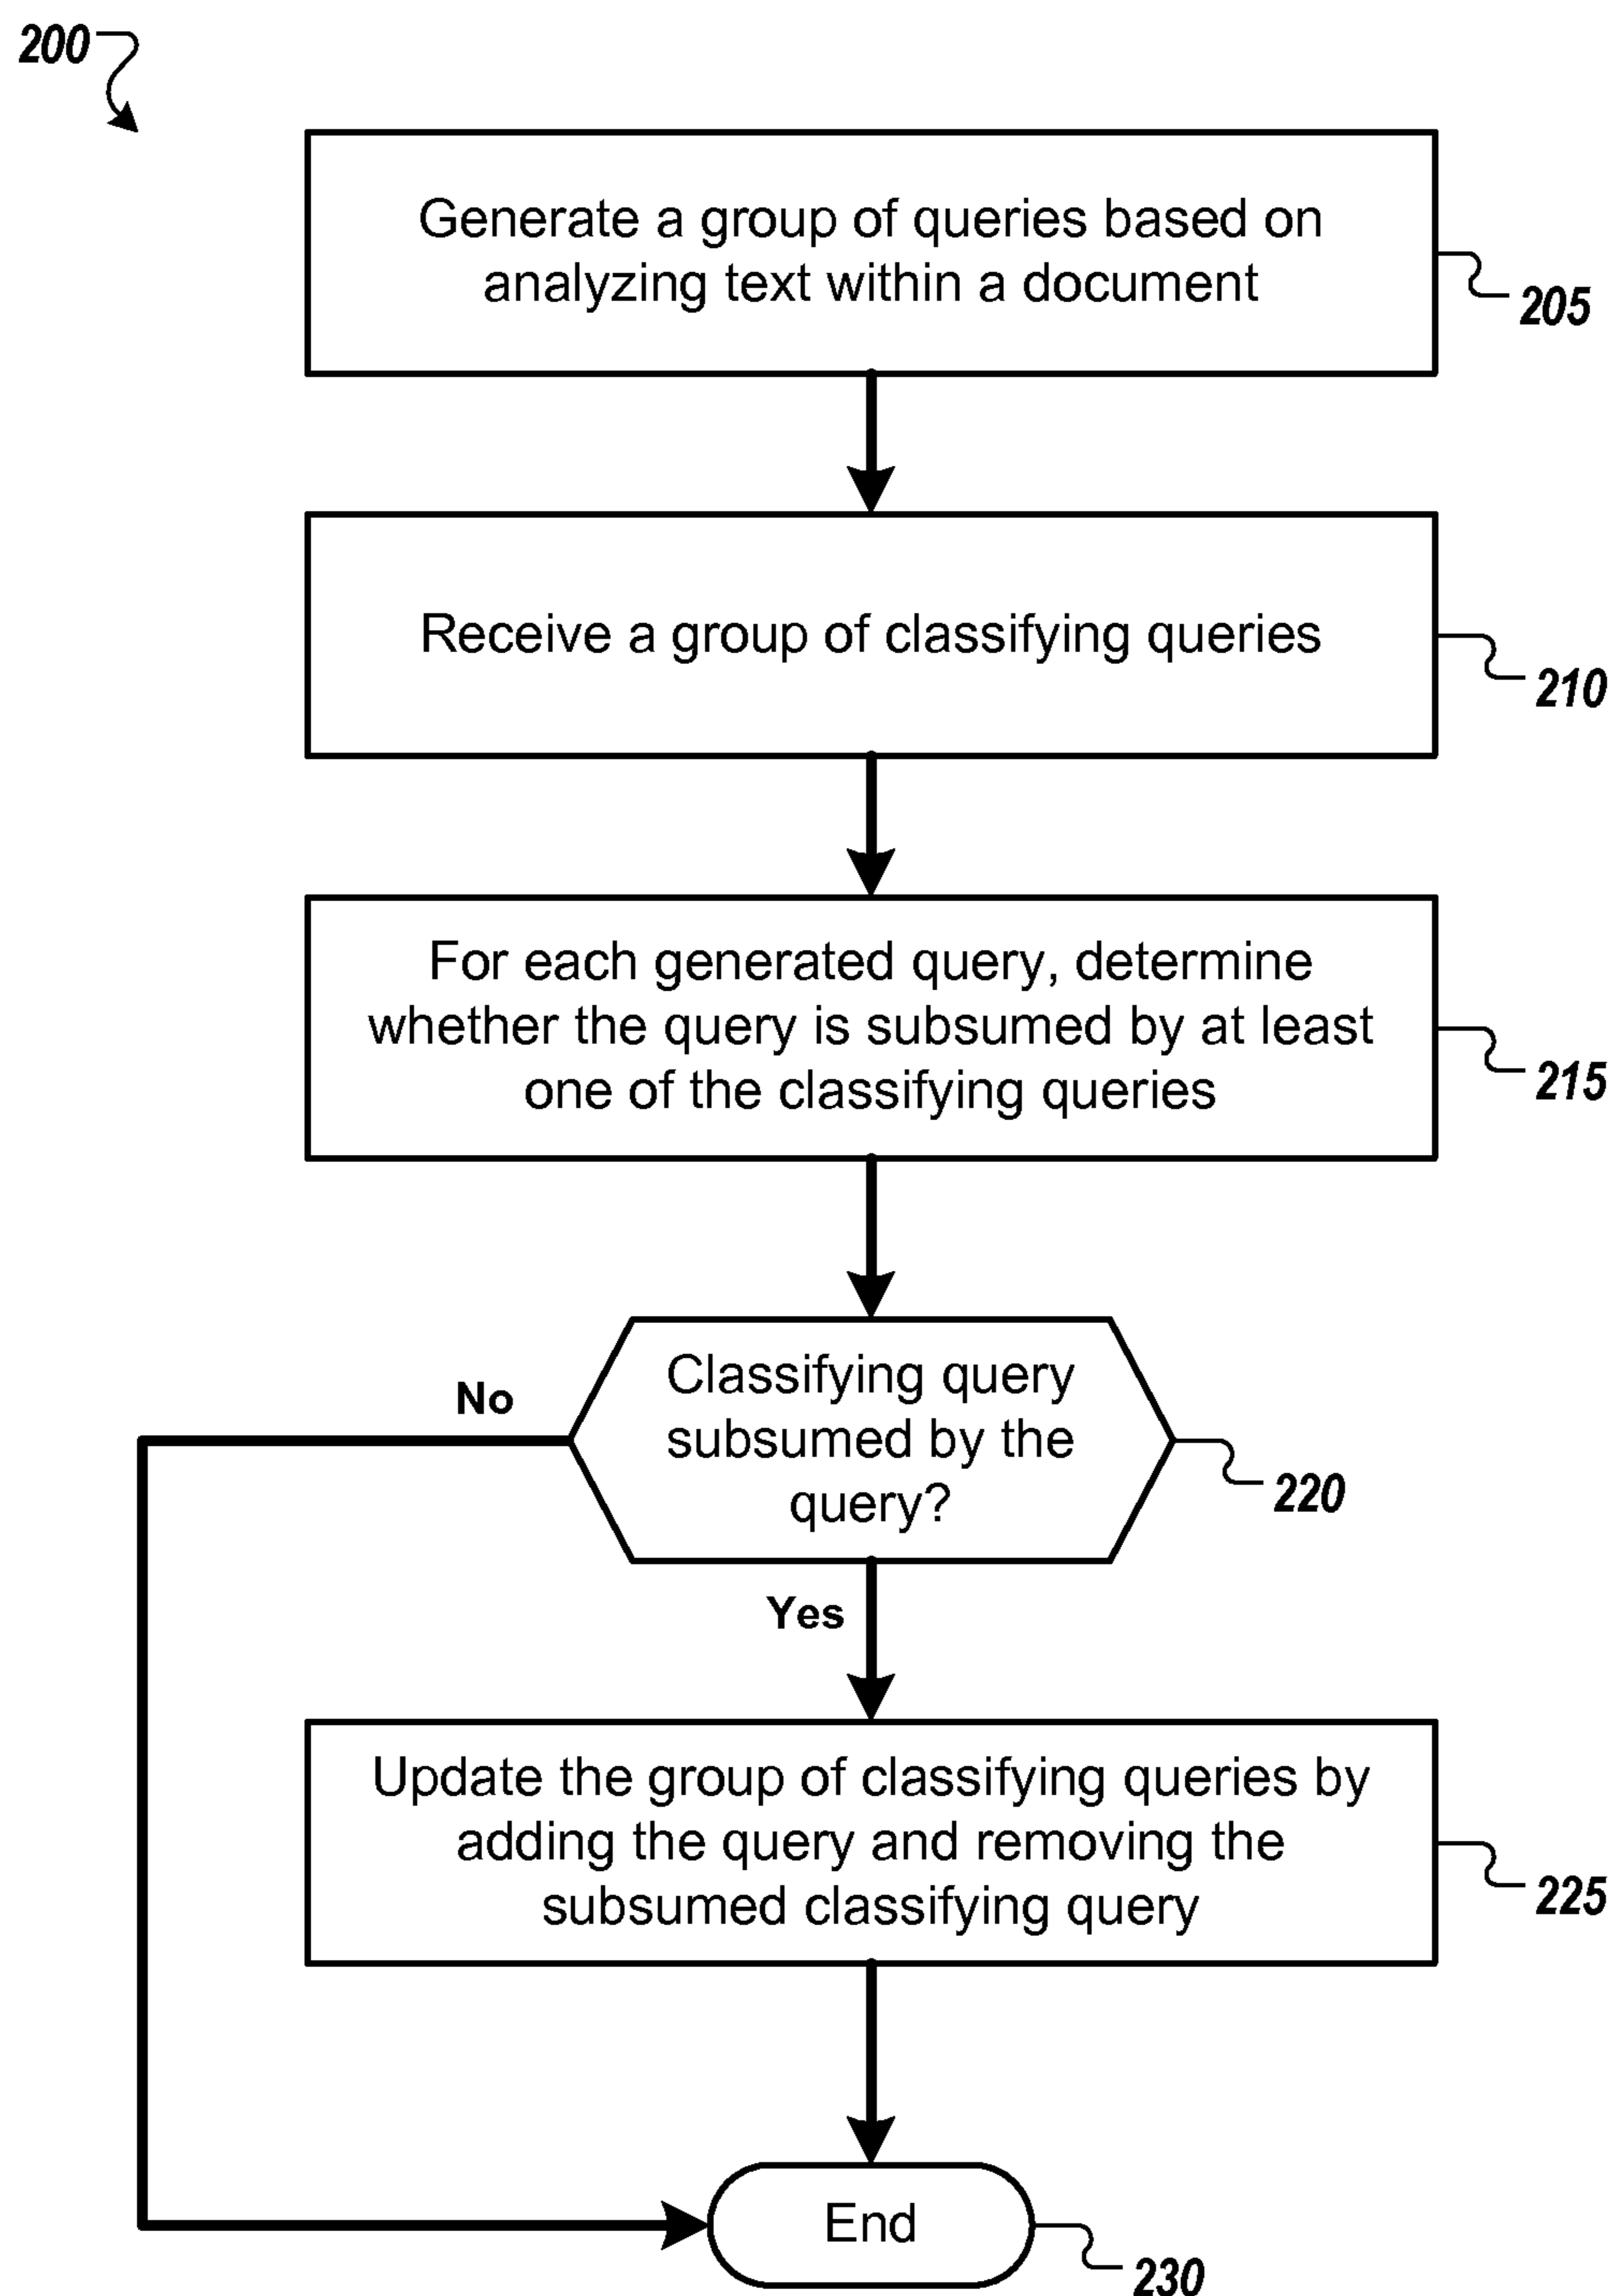 200
Generate a group of queries based on
analyzing text within a document
205
Receive a group of classifying queries
210
For each generated query, determine
whether the query is subsumed by at least
one of the classifying queries
215
Classifying query
subsumed by the
query?
220
No
Yes
Update the group of classifying queries by
adding the query and removing the
subsumed classifying query
225
End
230